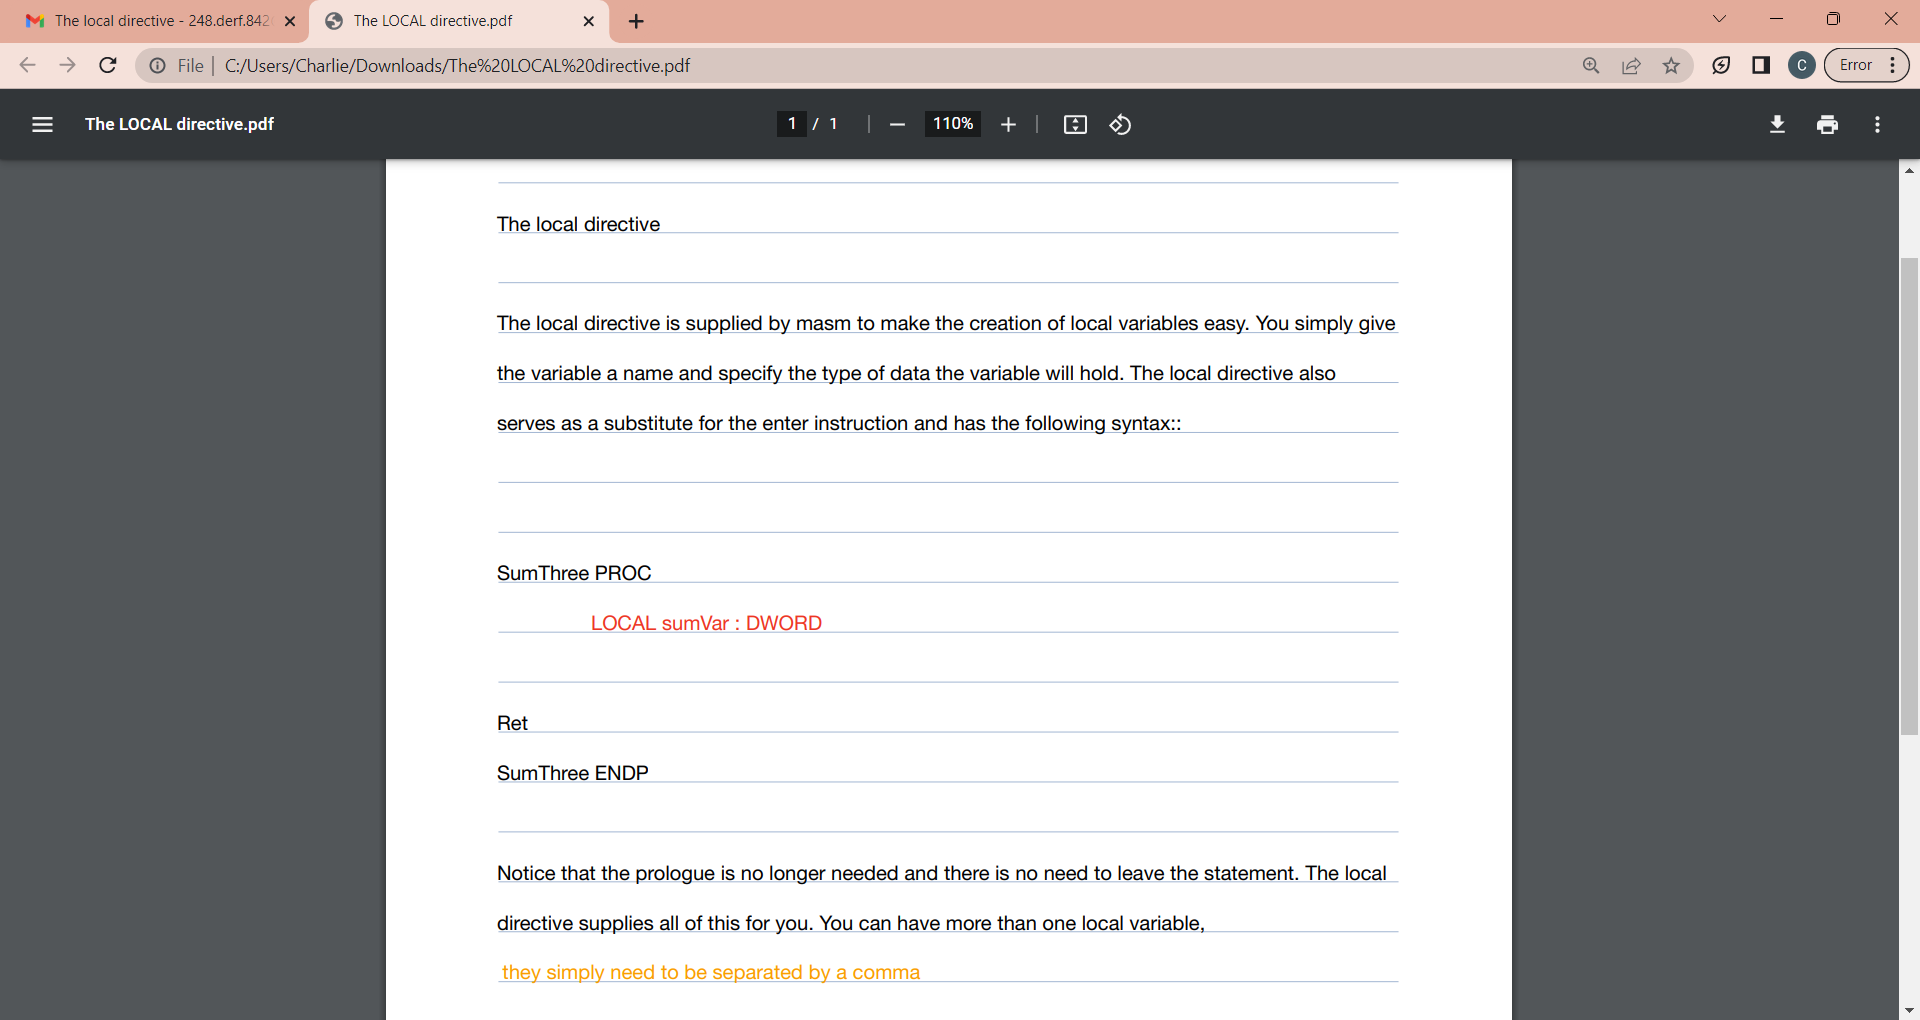 The local directive - 248.derf.842
The LOCAL directive.pdf
File
C:/Users/Charlie/Downloads/The%20LOCAL%20directive.pdf
C
Error
The LOCAL directive.pdf
1 / 1
110%
The local directive
The local directive is supplied by masm to make the creation of local variables easy. You simply give
the variable a name and specify the type of data the variable will hold. The local directive also
serves as a substitute for the enter instruction and has the following syntax::
SumThree PROC
LOCAL sumVar : DWORD
Ret
SumThree ENDP
Notice that the prologue is no longer needed and there is no need to leave the statement. The local
directive supplies all of this for you. You can have more than one local variable,
they simply need to be separated by a comma